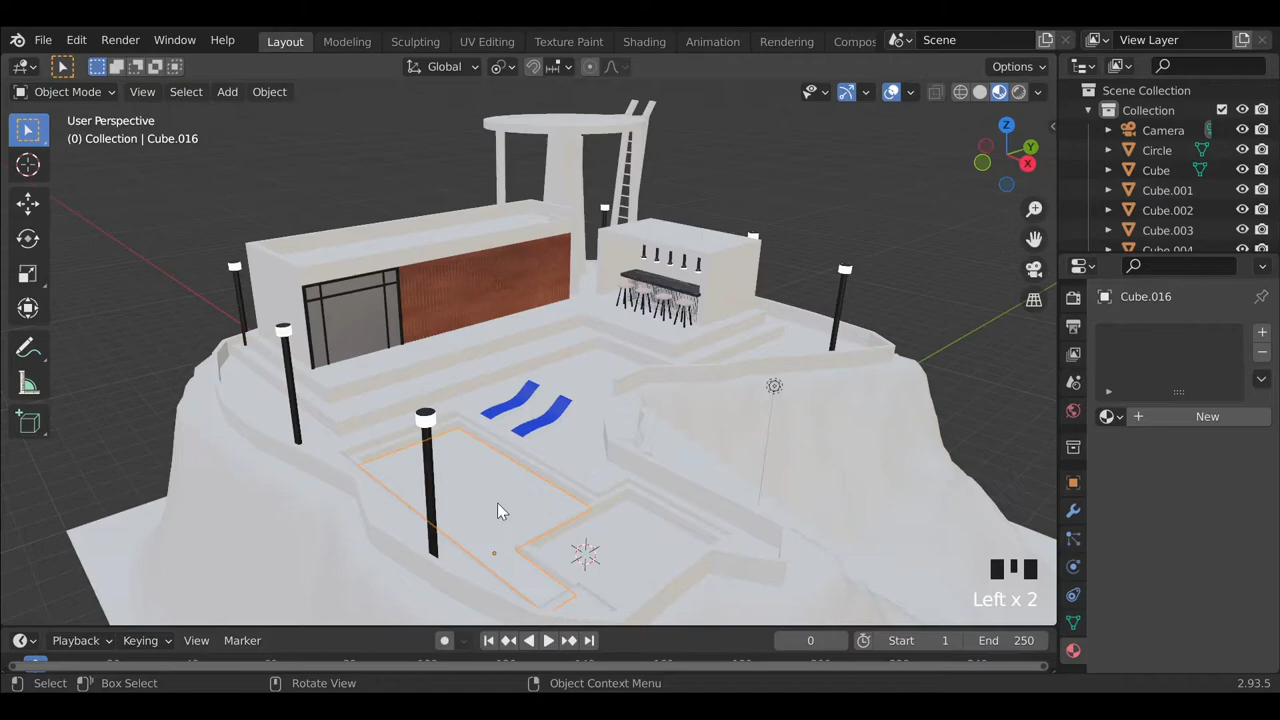 File Edit Render Window Help Layout Modeling Sculpting UV Editing Texture Paint Shading Animation Rendering Compos Scene View Layer
Global Options
Object Mode View Select Add Object
User Perspective
(0) Collection | Cube.016
Z
Y
X
Scene Collection
Collection
Camera
Circle
Cube
Cube.001
Cube.002
Cube.003
Cube.004
Cube.016
New
Left x 2
Playback Keying View Marker 0 Start 1 End 250
Select Box Select Rotate View Object Context Menu 2.93.5